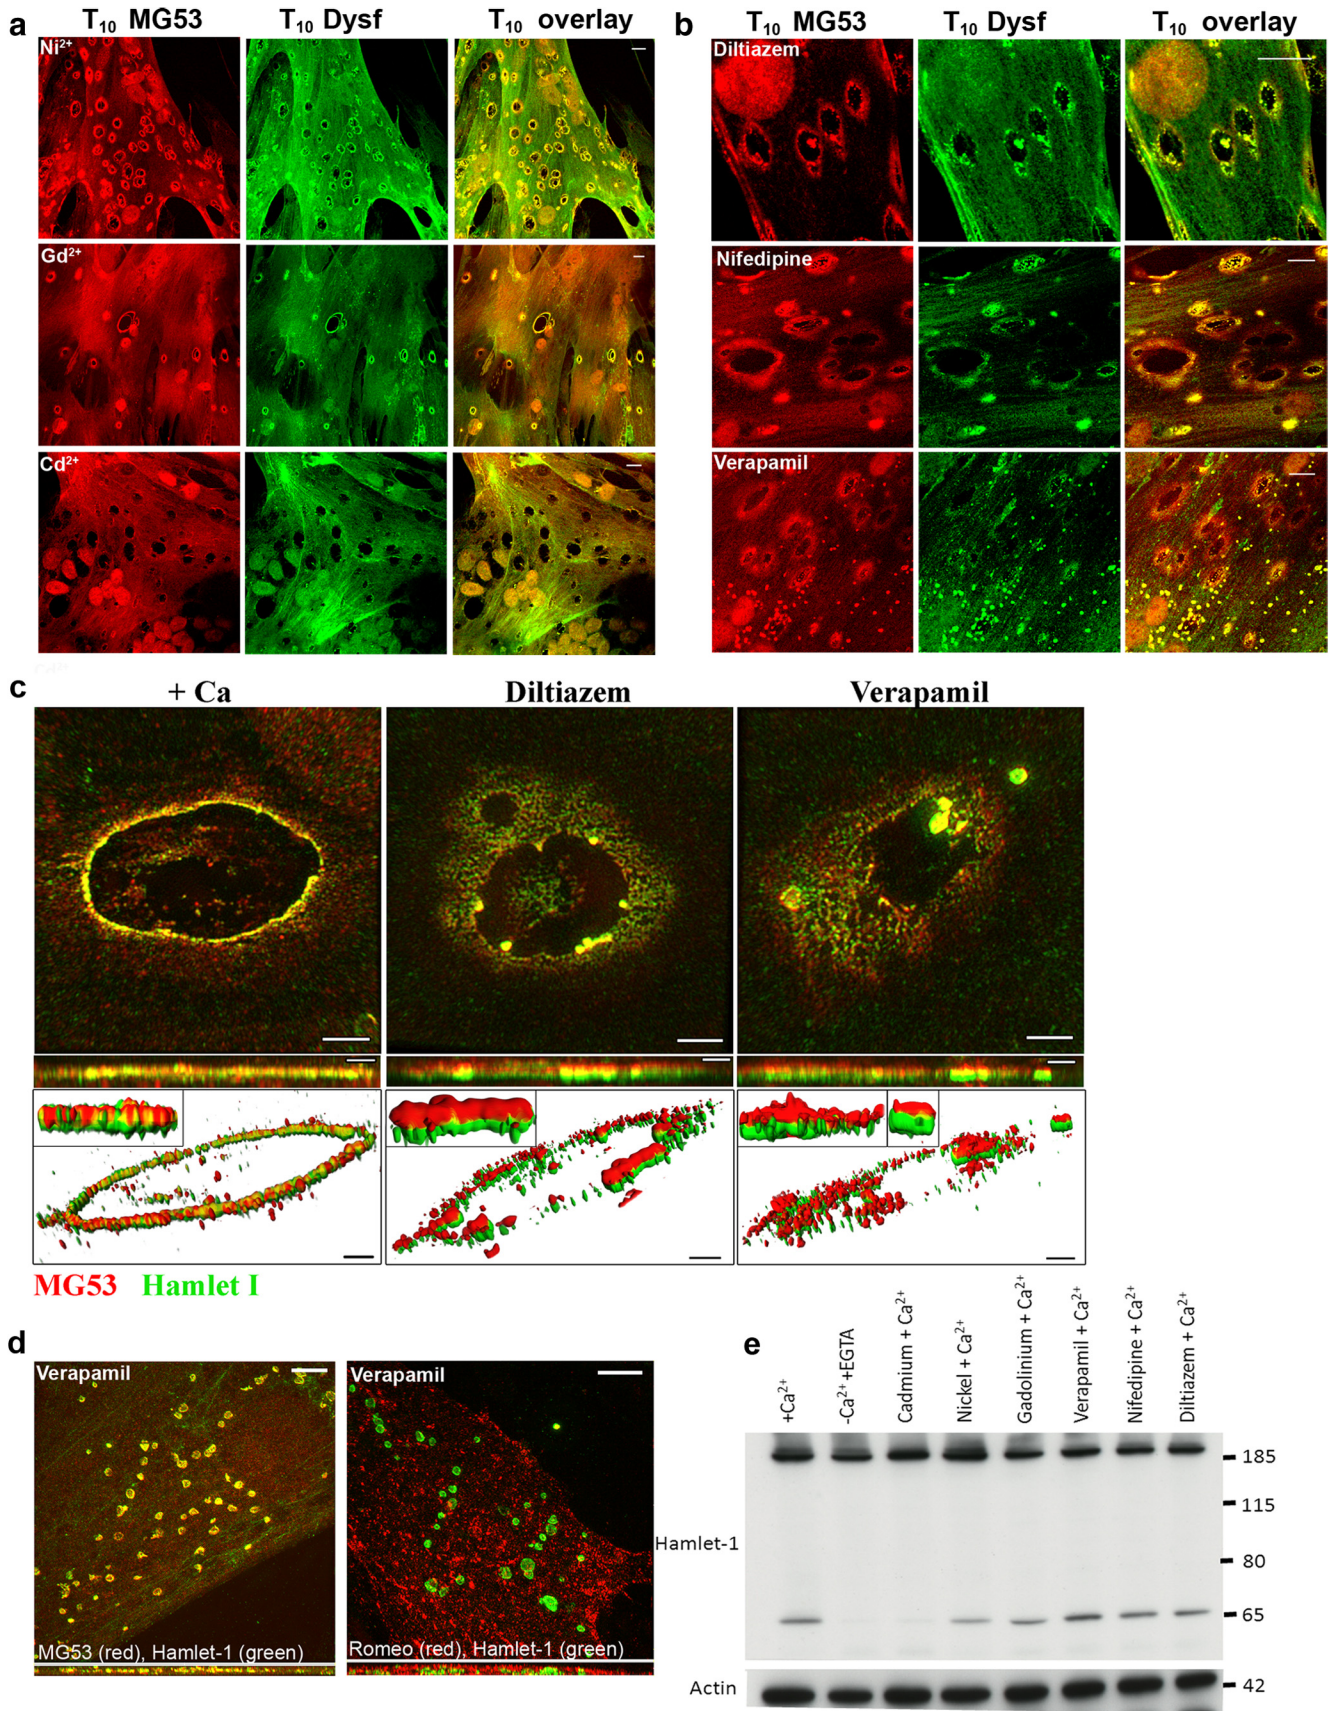 a
T₁₀ MG53
T₁₀ Dysf
T₁₀ overlay
Ni²⁺
Gd²⁺
Cd²⁺
b
T₁₀ MG53
T₁₀ Dysf
T₁₀ overlay
Diltiazem
Nifedipine
Verapamil
c
+ Ca
Diltiazem
Verapamil
MG53 Hamlet I
d
Verapamil
MG53 (red), Hamlet-1 (green)
Verapamil
Romeo (red), Hamlet-1 (green)
e
+Ca²⁺
-Ca²⁺+EGTA
Cadmium + Ca²⁺
Nickel + Ca²⁺
Gadolinium + Ca²⁺
Verapamil + Ca²⁺
Nifedipine + Ca²⁺
Diltiazem + Ca²⁺
185
115
Hamlet-1
80
65
Actin
42